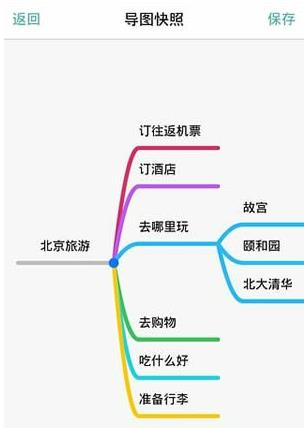 返回 导图快照 保存
订往返机票
订酒店
故宫
去哪里玩
北京旅游
颐和园
北大清华
去购物
吃什么好
准备行李